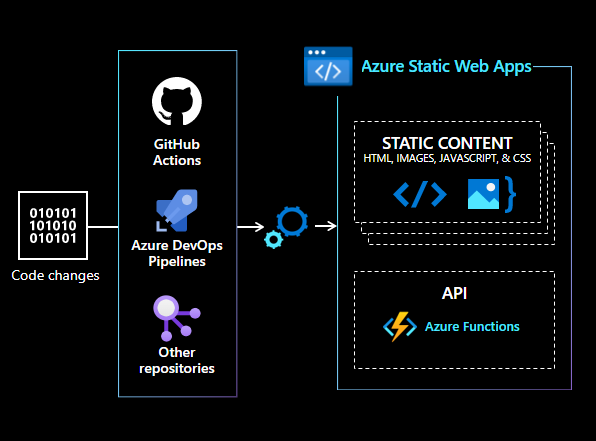 Azure Static Web Apps
GitHub
Actions
STATIC CONTENT
HTML, IMAGES, JAVASCRIPT, & CSS
010101
101010
010101
Code changes
Azure DevOps
Pipelines
API
Azure Functions
Other
repositories